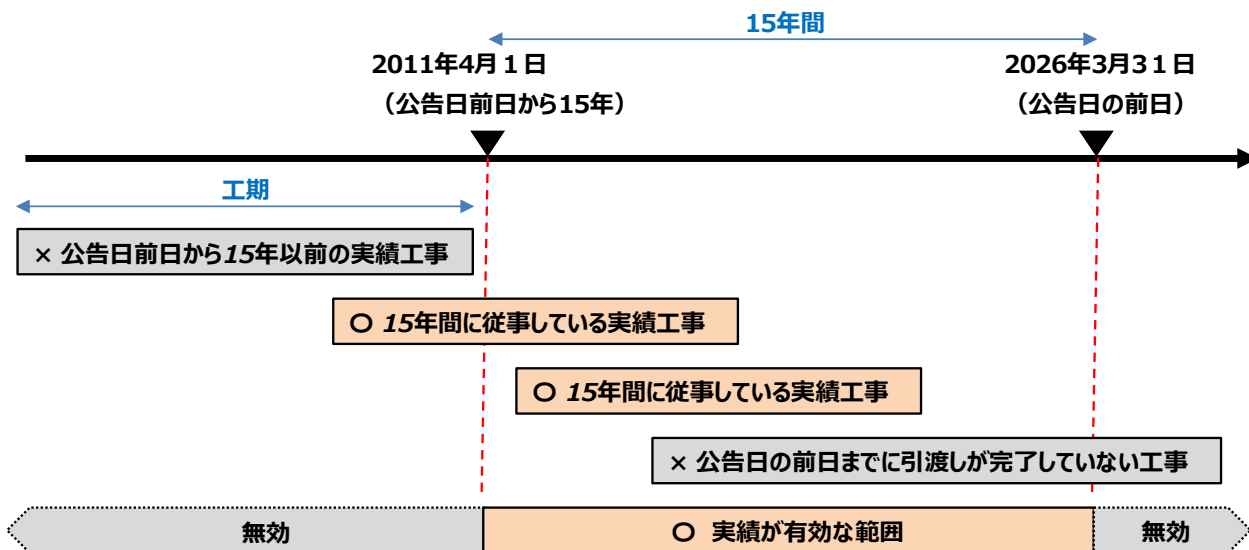 15年間
2011年4月１日
（公告日前日から15年）
2026年3月3１日
（公告日の前日）
工期
× 公告日前日から15年以前の実績工事
〇 15年間に従事している実績工事
〇 15年間に従事している実績工事
× 公告日の前日までに引渡しが完了していない工事
無効
〇 実績が有効な範囲
無効